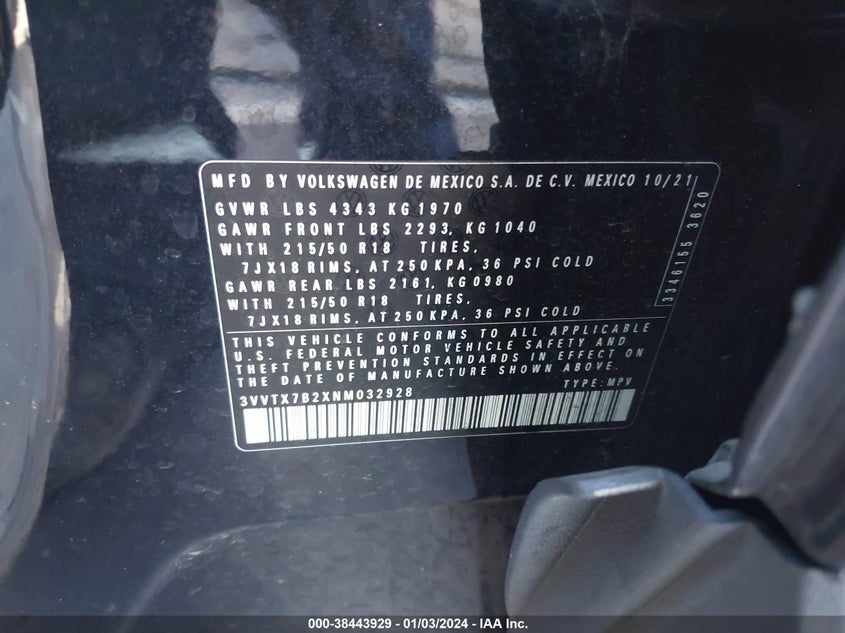 MFD BY VOLKSWAGEN DE MEXICO S.A. DE C.V. MEXICO 10/21
GVWR LBS 4343 KG 1970
GAWR FRONT LBS 2293, KG 1040
WITH 215/50 R18 TIRES,
7JX18 RIMS, AT 250 KPA, 36 PSI COLD
GAWR REAR LBS 2161, KG 0980
WITH 215/50 R18 TIRES,
7JX18 RIMS, AT 250 KPA, 36 PSI COLD
THIS VEHICLE CONFORMS TO ALL APPLICABLE
U.S. FEDERAL MOTOR VEHICLE SAFETY AND
THEFT PREVENTION STANDARDS IN EFFECT ON
THE DATE OF MANUFACTURE SHOWN ABOVE.
3VVTX7B2XNM032928 TYPE: MPV
3346155 3620
000-38443929 - 01/03/2024 - IAA Inc.